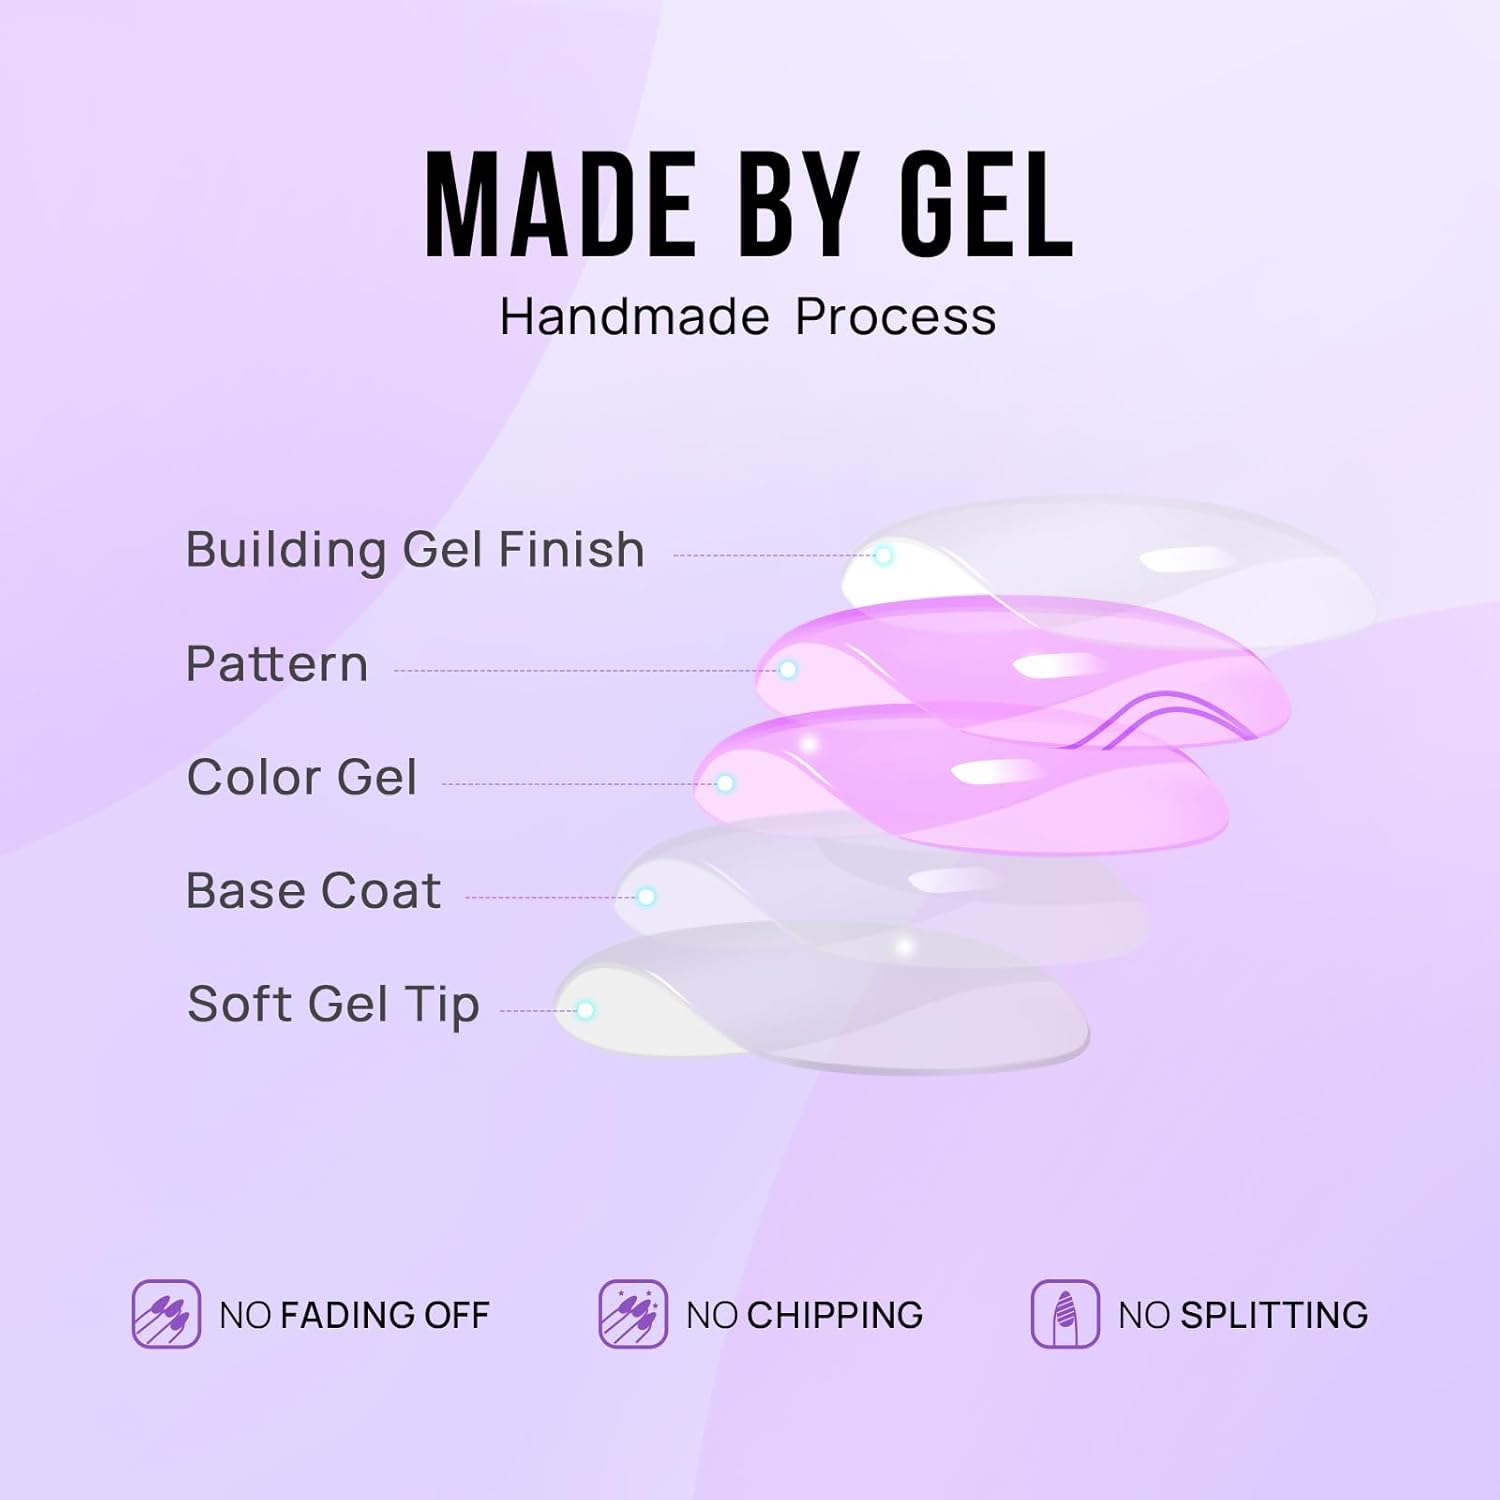 MADE BY GEL
Handmade Process
Building Gel Finish
Pattern
Color Gel
Base Coat
Soft Gel Tip
NO FADING OFF
NO CHIPPING
NO SPLITTING